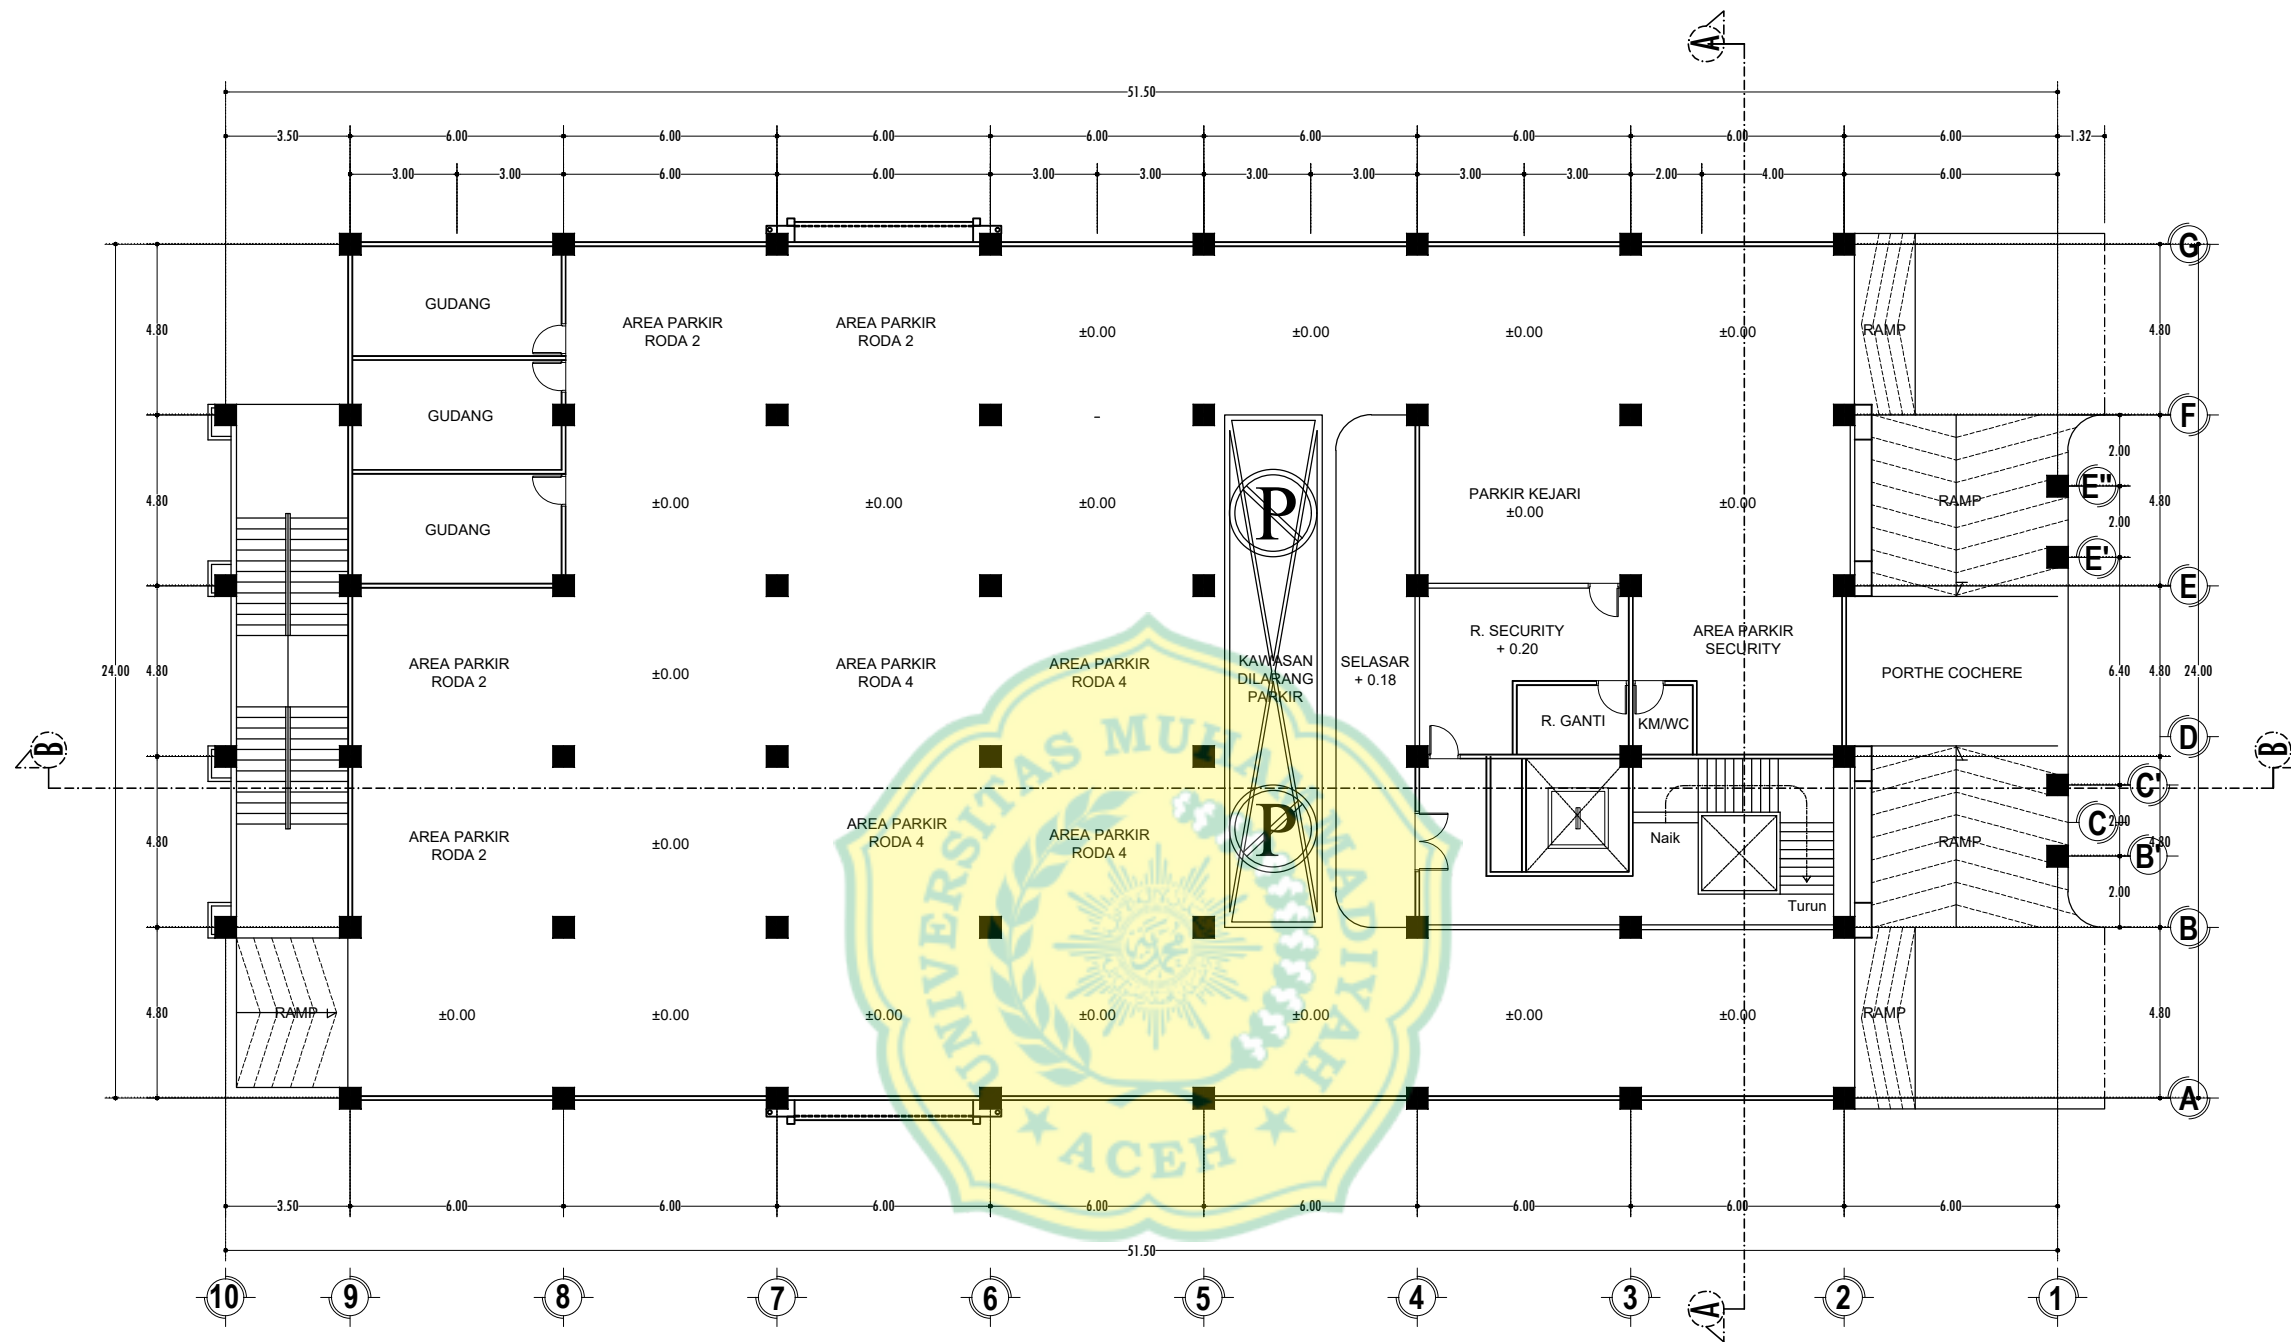 A
51.50
3.50 6.00 6.00 6.00 6.00 6.00 6.00 6.00 6.00 1.32
3.00 3.00 6.00 6.00 3.00 3.00 3.00 3.00 3.00 3.00 2.00 4.00 6.00
G
GUDANG
AREA PARKIR
RODA 2
AREA PARKIR
RODA 2
±0.00
±0.00
±0.00
±0.00
RAMP
4.80
4.80
F
GUDANG
-
2.00
E"
4.80
±0.00
±0.00
±0.00
P
PARKIR KEJARI
±0.00
±0.00
RAMP
4.80
2.00
GUDANG
E'
E
24.00
4.80
AREA PARKIR
RODA 2
±0.00
AREA PARKIR
RODA 4
AREA PARKIR
RODA 4
KAWASAN
DILARANG
PARKIR
SELASAR
+ 0.18
R. SECURITY
+ 0.20
AREA PARKIR
SECURITY
PORTHE COCHERE
6.40
4.80
24.00
R. GANTI
KM/WC
D
B
B
C'
4.80
AREA PARKIR
RODA 2
±0.00
AREA PARKIR
RODA 4
AREA PARKIR
RODA 4
P
Naik
RAMP
2.00
C
4.80
B'
Turun
2.00
B
4.80
RAMP
±0.00
±0.00
±0.00
±0.00
±0.00
±0.00
±0.00
RAMP
4.80
A
UNIVERSITAS MUHAMMADIYAH
ACEH
3.50 6.00 6.00 6.00 6.00 6.00 6.00 6.00 6.00
51.50
10 9 8 7 6 5 4 3 A 2 1